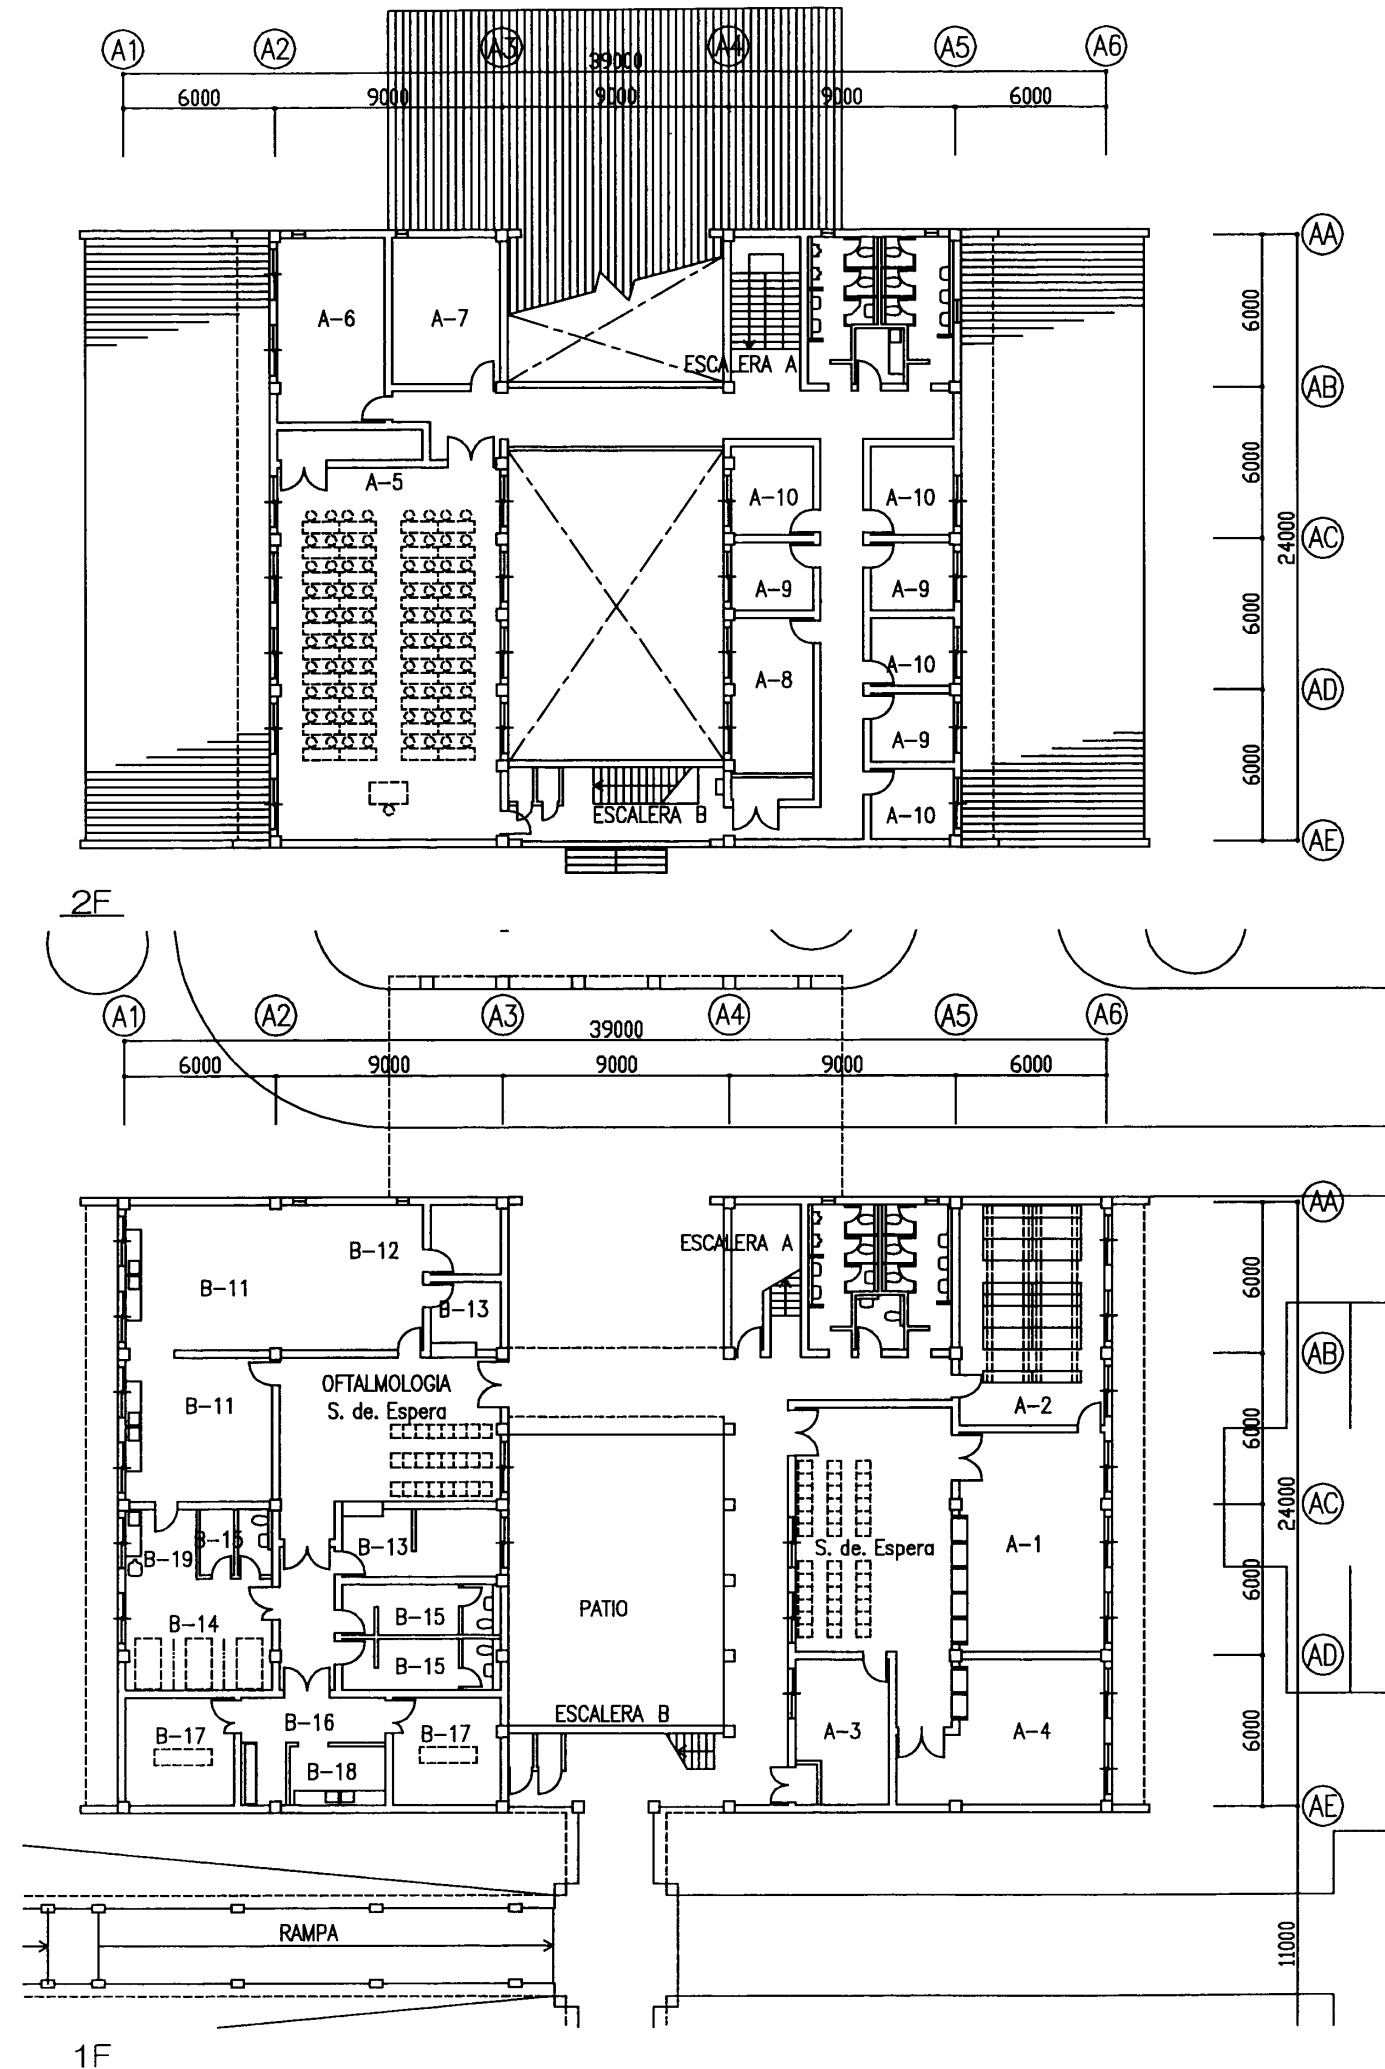 A1 A2 A3 A4 A5 A6
39000
6000 9000 9000 9000 6000
AA
6000
A-6 A-7
ESCALERA A
AB
6000
A-5
A-10 A-10
AC
24000
A-9 A-9
6000
A-10
A-8
AD
A-9
6000
ESCALERA B
A-10
AE
2F
A1 A2 A3 A4 A5 A6
39000
6000 9000 9000 9000 6000
AA
B-12
ESCALERA A
B-11
6000
B-13
AB
OFTALMOLOGIA
S. de. Espera
B-11
A-2
6000
AC
24000
B-15
B-19
B-13
S. de. Espera
A-1
6000
B-14
B-15
PATIO
B-15
AD
ESCALERA B
B-16
B-17
B-17
A-3
A-4
6000
B-18
AE
RAMPA
11000
1F